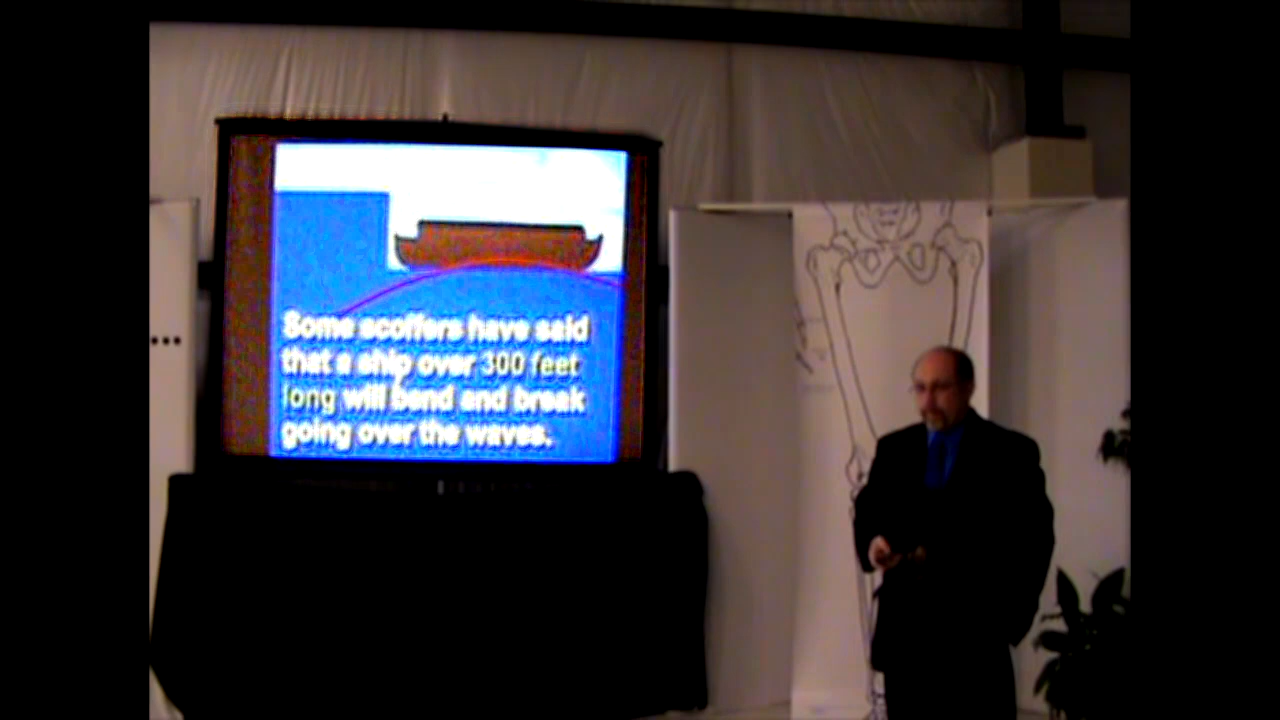 Some scoffers have said
that a ship over 300 feet
long will bend and break
going over the waves.